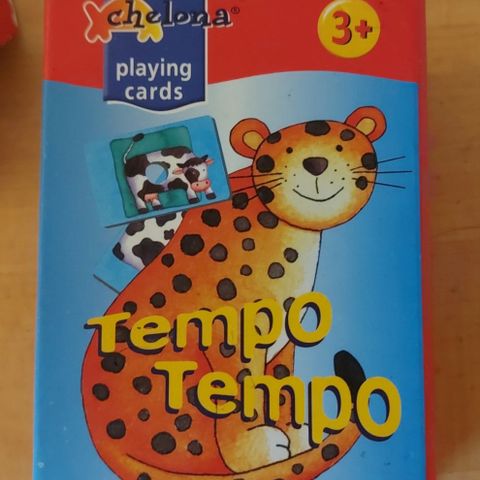 chelona®
3+
playing
cards
Tempo
Tempo